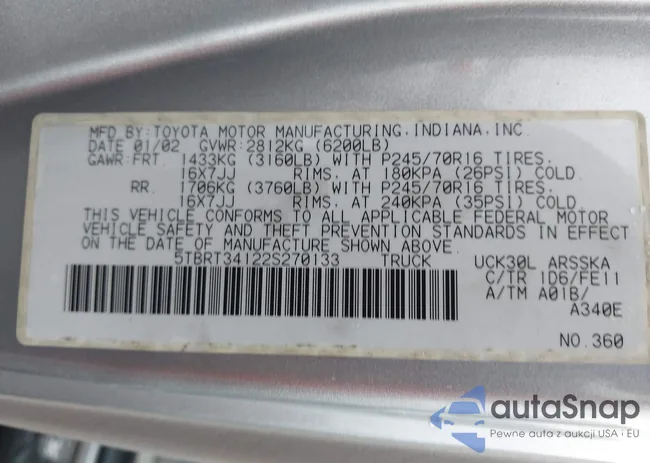 MFD BY: TOYOTA MOTOR MANUFACTURING, INDIANA, INC.
DATE 01/02 GVWR: 2812KG (6200LB)
GAWR: FRT. 1433KG (3160LB) WITH P245/70R16 TIRES.
16X7JJ RIMS. AT 180KPA (26PSI) COLD.
RR. 1706KG (3760LB) WITH P245/70R16 TIRES.
16X7JJ RIMS. AT 240KPA (35PSI) COLD.
THIS VEHICLE CONFORMS TO ALL APPLICABLE FEDERAL MOTOR
VEHICLE SAFETY AND THEFT PREVENTION STANDARDS IN EFFECT ON
DATE OF MANUFACTURE SHOWN ABOVE.
5TBRT34122S270133 TRUCK UCK30L ARSSKA
C/TR 1D6/FE11
A/TM A01B/
A340E
NO.360
autaSnap
Pewne auta z aukcji USA i EU